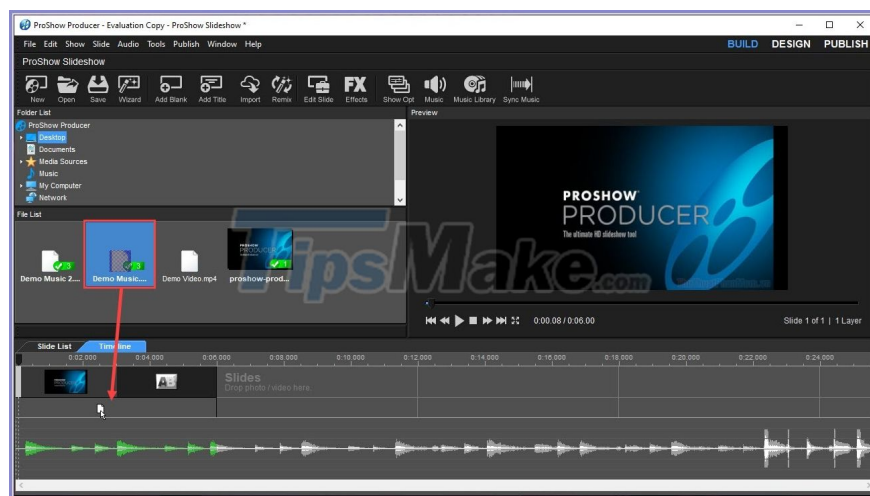 ProShow Producer - Evaluation Copy - ProShow Slideshow *
File Edit Show Slide Audio Tools Publish Window Help
BUILD DESIGN PUBLISH
ProShow Slideshow
New Open Save Wizard Add Blank Add Title Import Remix Edit Slide FX Effects Show Opt Music Music Library Sync Music
Folder List
Preview
ProShow Producer
Desktop
Documents
Media Sources
Music
My Computer
Network
PROSHOW
PRODUCER
The ultimate HD slideshow tool
File List
Demo Music 2.... Demo Music.... Demo Video.mp4 proshow-prod...
3 3 1
TipsMake.com
0:00.08 / 0:06.00
Slide 1 of 1 | 1 Layer
Slide List Timeline
0:02.000 0:04.000 0:06.000 0:08.000 0:10.000 0:12.000 0:14.000 0:16.000 0:18.000 0:20.000 0:22.000 0:24.000
AB
Slides
Drop photo / video here.